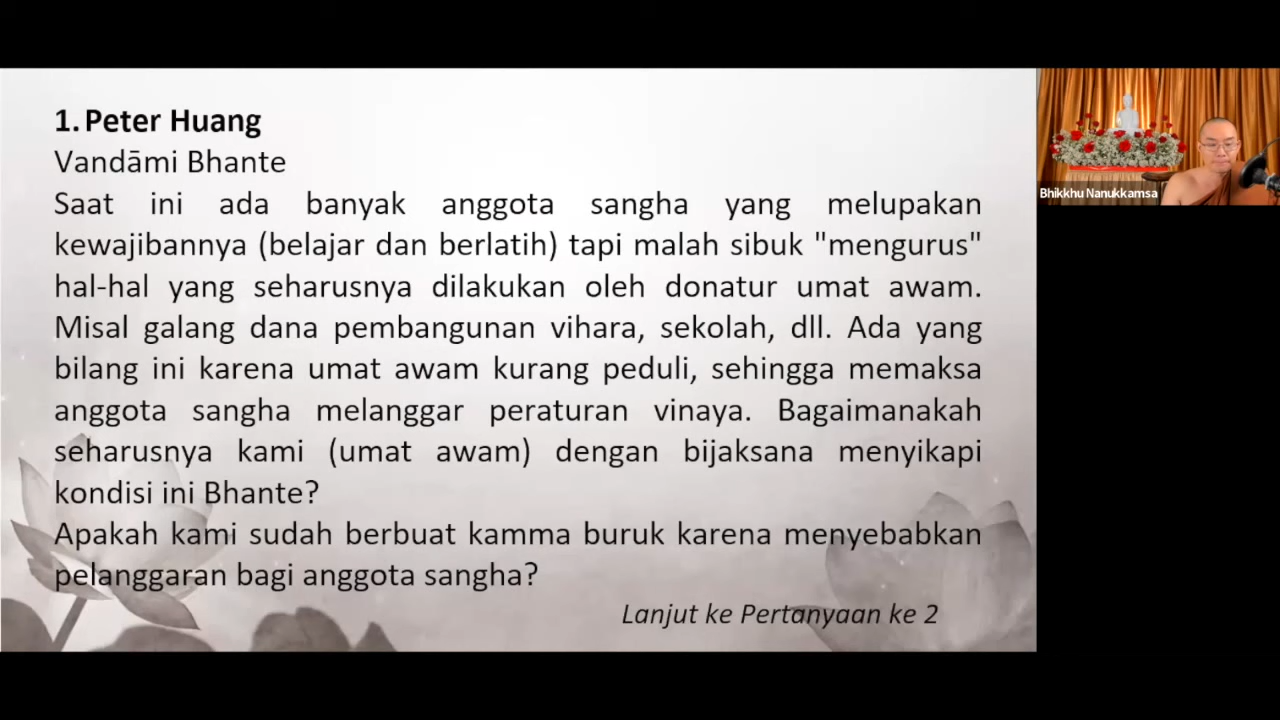 1. Peter Huang
Vandāmi Bhante
Saat ini ada banyak anggota sangha yang melupakan
kewajibannya (belajar dan berlatih) tapi malah sibuk "mengurus"
hal-hal yang seharusnya dilakukan oleh donatur umat awam.
Misal galang dana pembangunan vihara, sekolah, dll. Ada yang
bilang ini karena umat awam kurang peduli, sehingga memaksa
anggota sangha melanggar peraturan vinaya. Bagaimanakah
seharusnya kami (umat awam) dengan bijaksana menyikapi
kondisi ini Bhante?
Apakah kami sudah berbuat kamma buruk karena menyebabkan
pelanggaran bagi anggota sangha?
Lanjut ke Pertanyaan ke 2
Bhikkhu Nanukkamsa